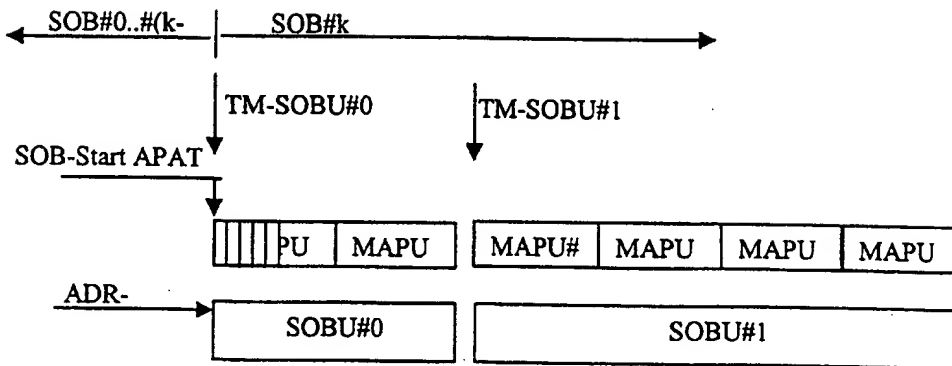 SOB#0..#(k-
SOB#k
TM-SOBU#0
TM-SOBU#1
SOB-Start APAT
PU MAPU MAPU# MAPU MAPU MAPU
ADR-
SOBU#0 SOBU#1